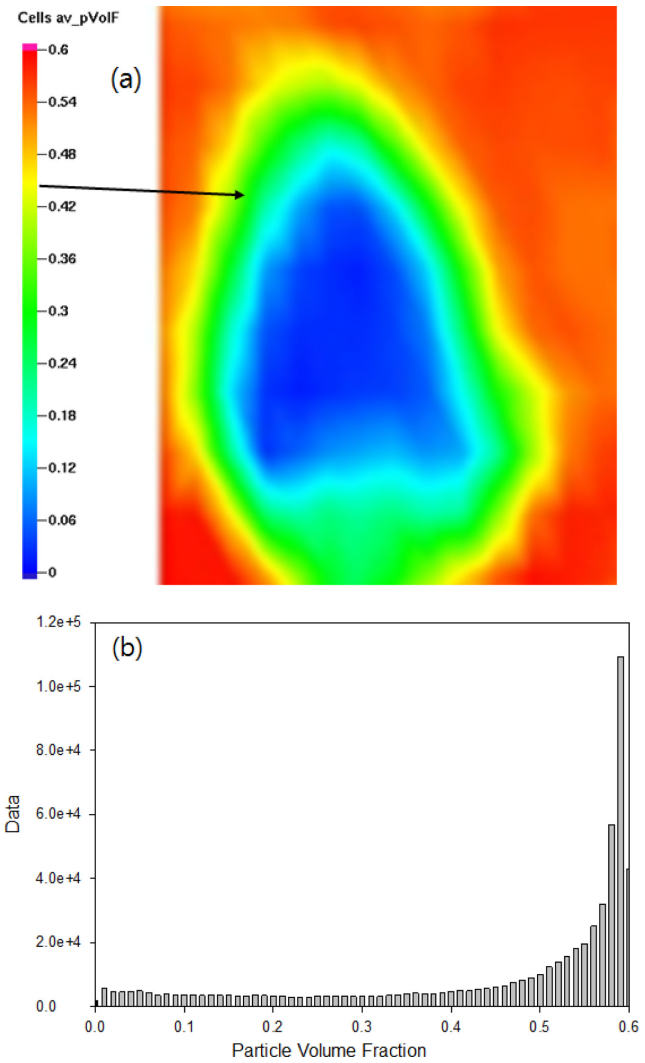 Cells av_pVolF
(a)
0.6
0.54
0.48
0.42
0.36
0.3
0.24
0.18
0.12
0.06
0
(b)
1.2e+5
1.0e+5
8.0e+4
6.0e+4
4.0e+4
2.0e+4
0.0
Data
0.0 0.1 0.2 0.3 0.4 0.5 0.6
Particle Volume Fraction